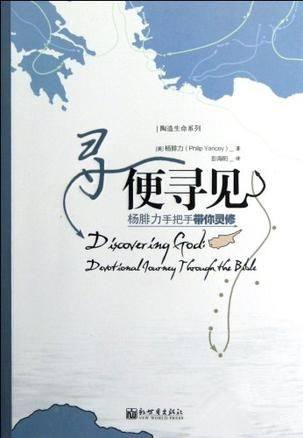 |陶造生命系列
[美]杨腓力(Philip Yancey)_著
彭海阳_译
寻
便寻见
杨腓力手把手带你灵修
Discovering God:
Devotional Journey Through the Bible
新世界出版社
NEW WORLD PRESS